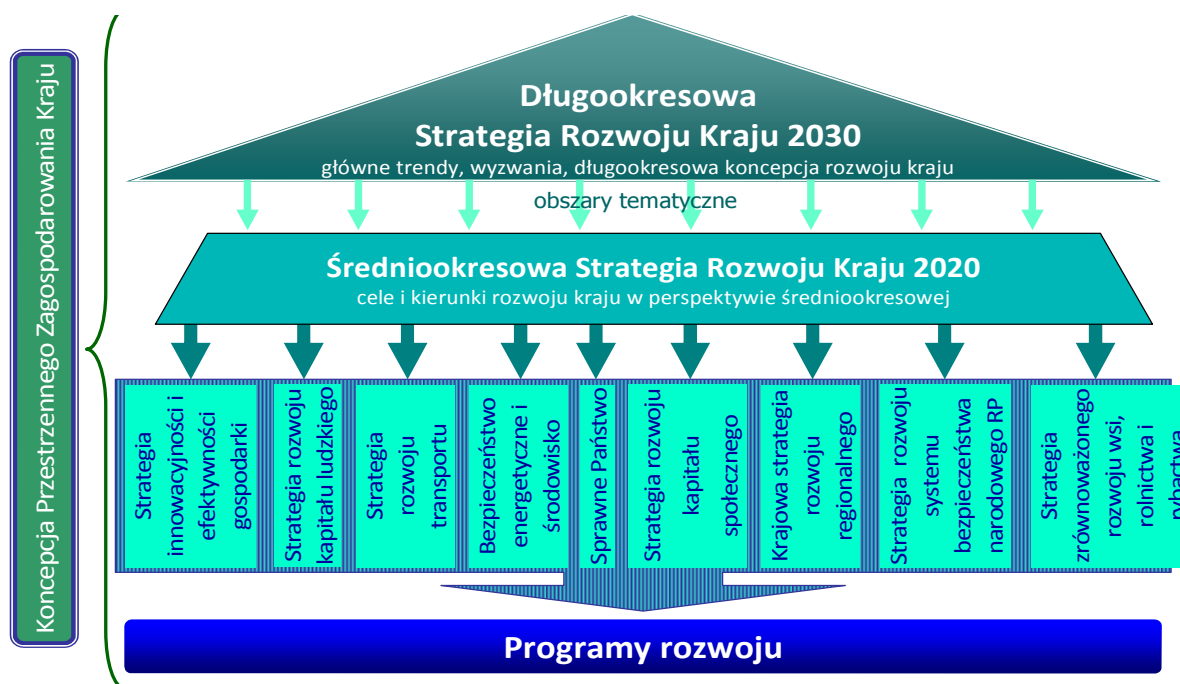 Koncepcja Przestrzennego Zagospodarowania Kraju
Długookresowa
Strategia Rozwoju Kraju 2030
główne trendy, wyzwania, długookresowa koncepcja rozwoju kraju
obszary tematyczne
Średniookresowa Strategia Rozwoju Kraju 2020
cele i kierunki rozwoju kraju w perspektywie średniookresowej
Strategia
innowacyjności i
efektywności
gospodarki
Strategia rozwoju
kapitału ludzkiego
Strategia
rozwoju
transportu
Bezpieczeństwo
energetyczne i
środowisko
Sprawne Państwo
Strategia rozwoju
kapitału
społecznego
Krajowa strategia
rozwoju
regionalnego
Strategia rozwoju
systemu
bezpieczeństwa
narodowego RP
Strategia
zrównoważonego
rozwoju wsi,
rolnictwa i
rybactwa
Programy rozwoju